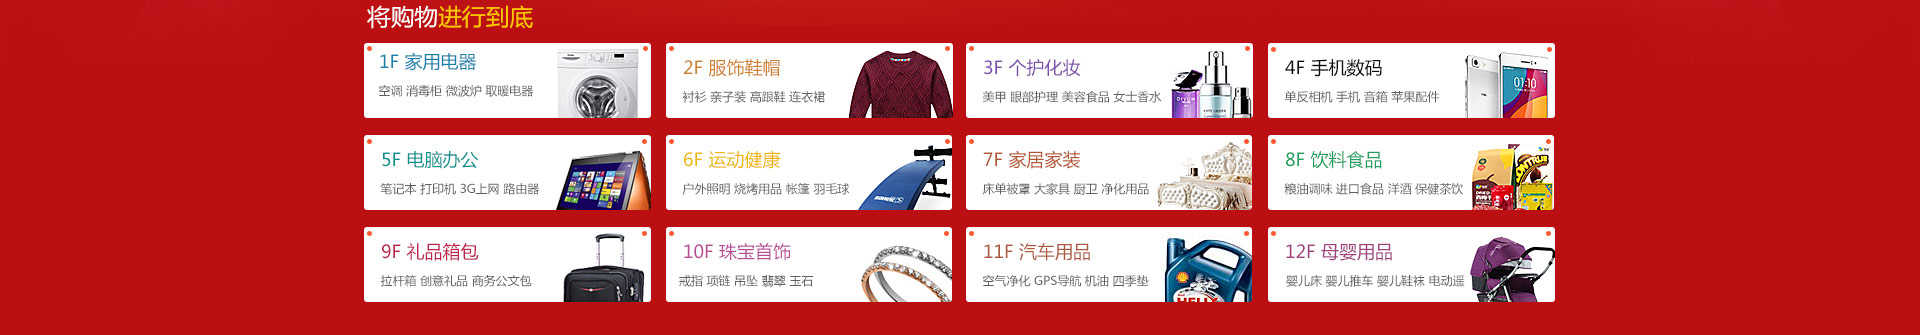 将购物进行到底
1F 家用电器
空调 消毒柜 微波炉 取暖电器
2F 服饰鞋帽
衬衫 亲子装 高跟鞋 连衣裙
3F 个护化妆
美甲 眼部护理 美容食品 女士香水
4F 手机数码
单反相机 手机 音箱 苹果配件
01:10
5F 电脑办公
笔记本 打印机 3G上网 路由器
6F 运动健康
户外照明 烧烤用品 帐篷 羽毛球
7F 家居家装
床单被罩 大家具 厨卫 净化用品
8F 饮料食品
粮油调味 进口食品 洋酒 保健茶饮
9F 礼品箱包
拉杆箱 创意礼品 商务公文包
10F 珠宝首饰
戒指 项链 吊坠 翡翠 玉石
11F 汽车用品
空气净化 GPS导航 机油 四季垫
HELIX
12F 母婴用品
婴儿床 婴儿推车 婴儿鞋袜 电动遥